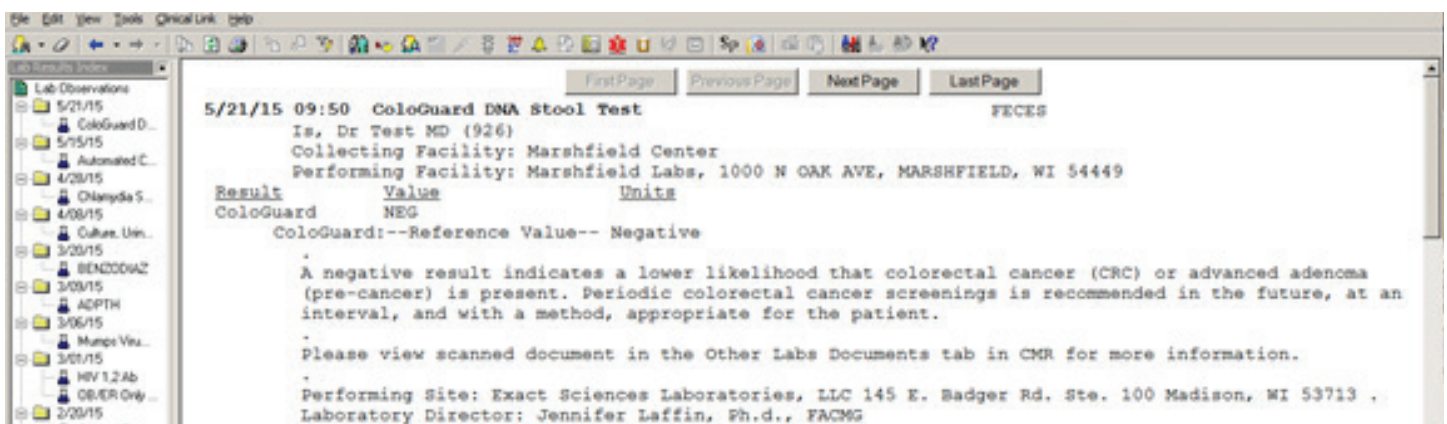 File Edit View Tools Clinical Link Help
Lab Results Index
Lab Observations
5/21/15
ColoGuard D...
5/15/15
Automated C...
4/28/15
Chlamydia S...
4/08/15
Culture, Urin...
3/20/15
BENZODIAZ
3/09/15
ADPTH
3/06/15
Mumps Viru...
3/01/15
HIV 1,2 Ab
OB/ER Only ...
2/20/15
Sp
First Page Previous Page Next Page Last Page
5/21/15 09:50 ColoGuard DNA Stool Test FECES
Is, Dr Test MD (926)
Collecting Facility: Marshfield Center
Performing Facility: Marshfield Labs, 1000 N OAK AVE, MARSHFIELD, WI 54449
Result Value Units
ColoGuard NEG
ColoGuard:--Reference Value-- Negative
.
A negative result indicates a lower likelihood that colorectal cancer (CRC) or advanced adenoma
(pre-cancer) is present. Periodic colorectal cancer screenings is recommended in the future, at an
interval, and with a method, appropriate for the patient.
.
Please view scanned document in the Other Labs Documents tab in CMR for more information.
.
Performing Site: Exact Sciences Laboratories, LLC 145 E. Badger Rd. Ste. 100 Madison, WI 53713 .
Laboratory Director: Jennifer Laffin, Ph.d., FACMG